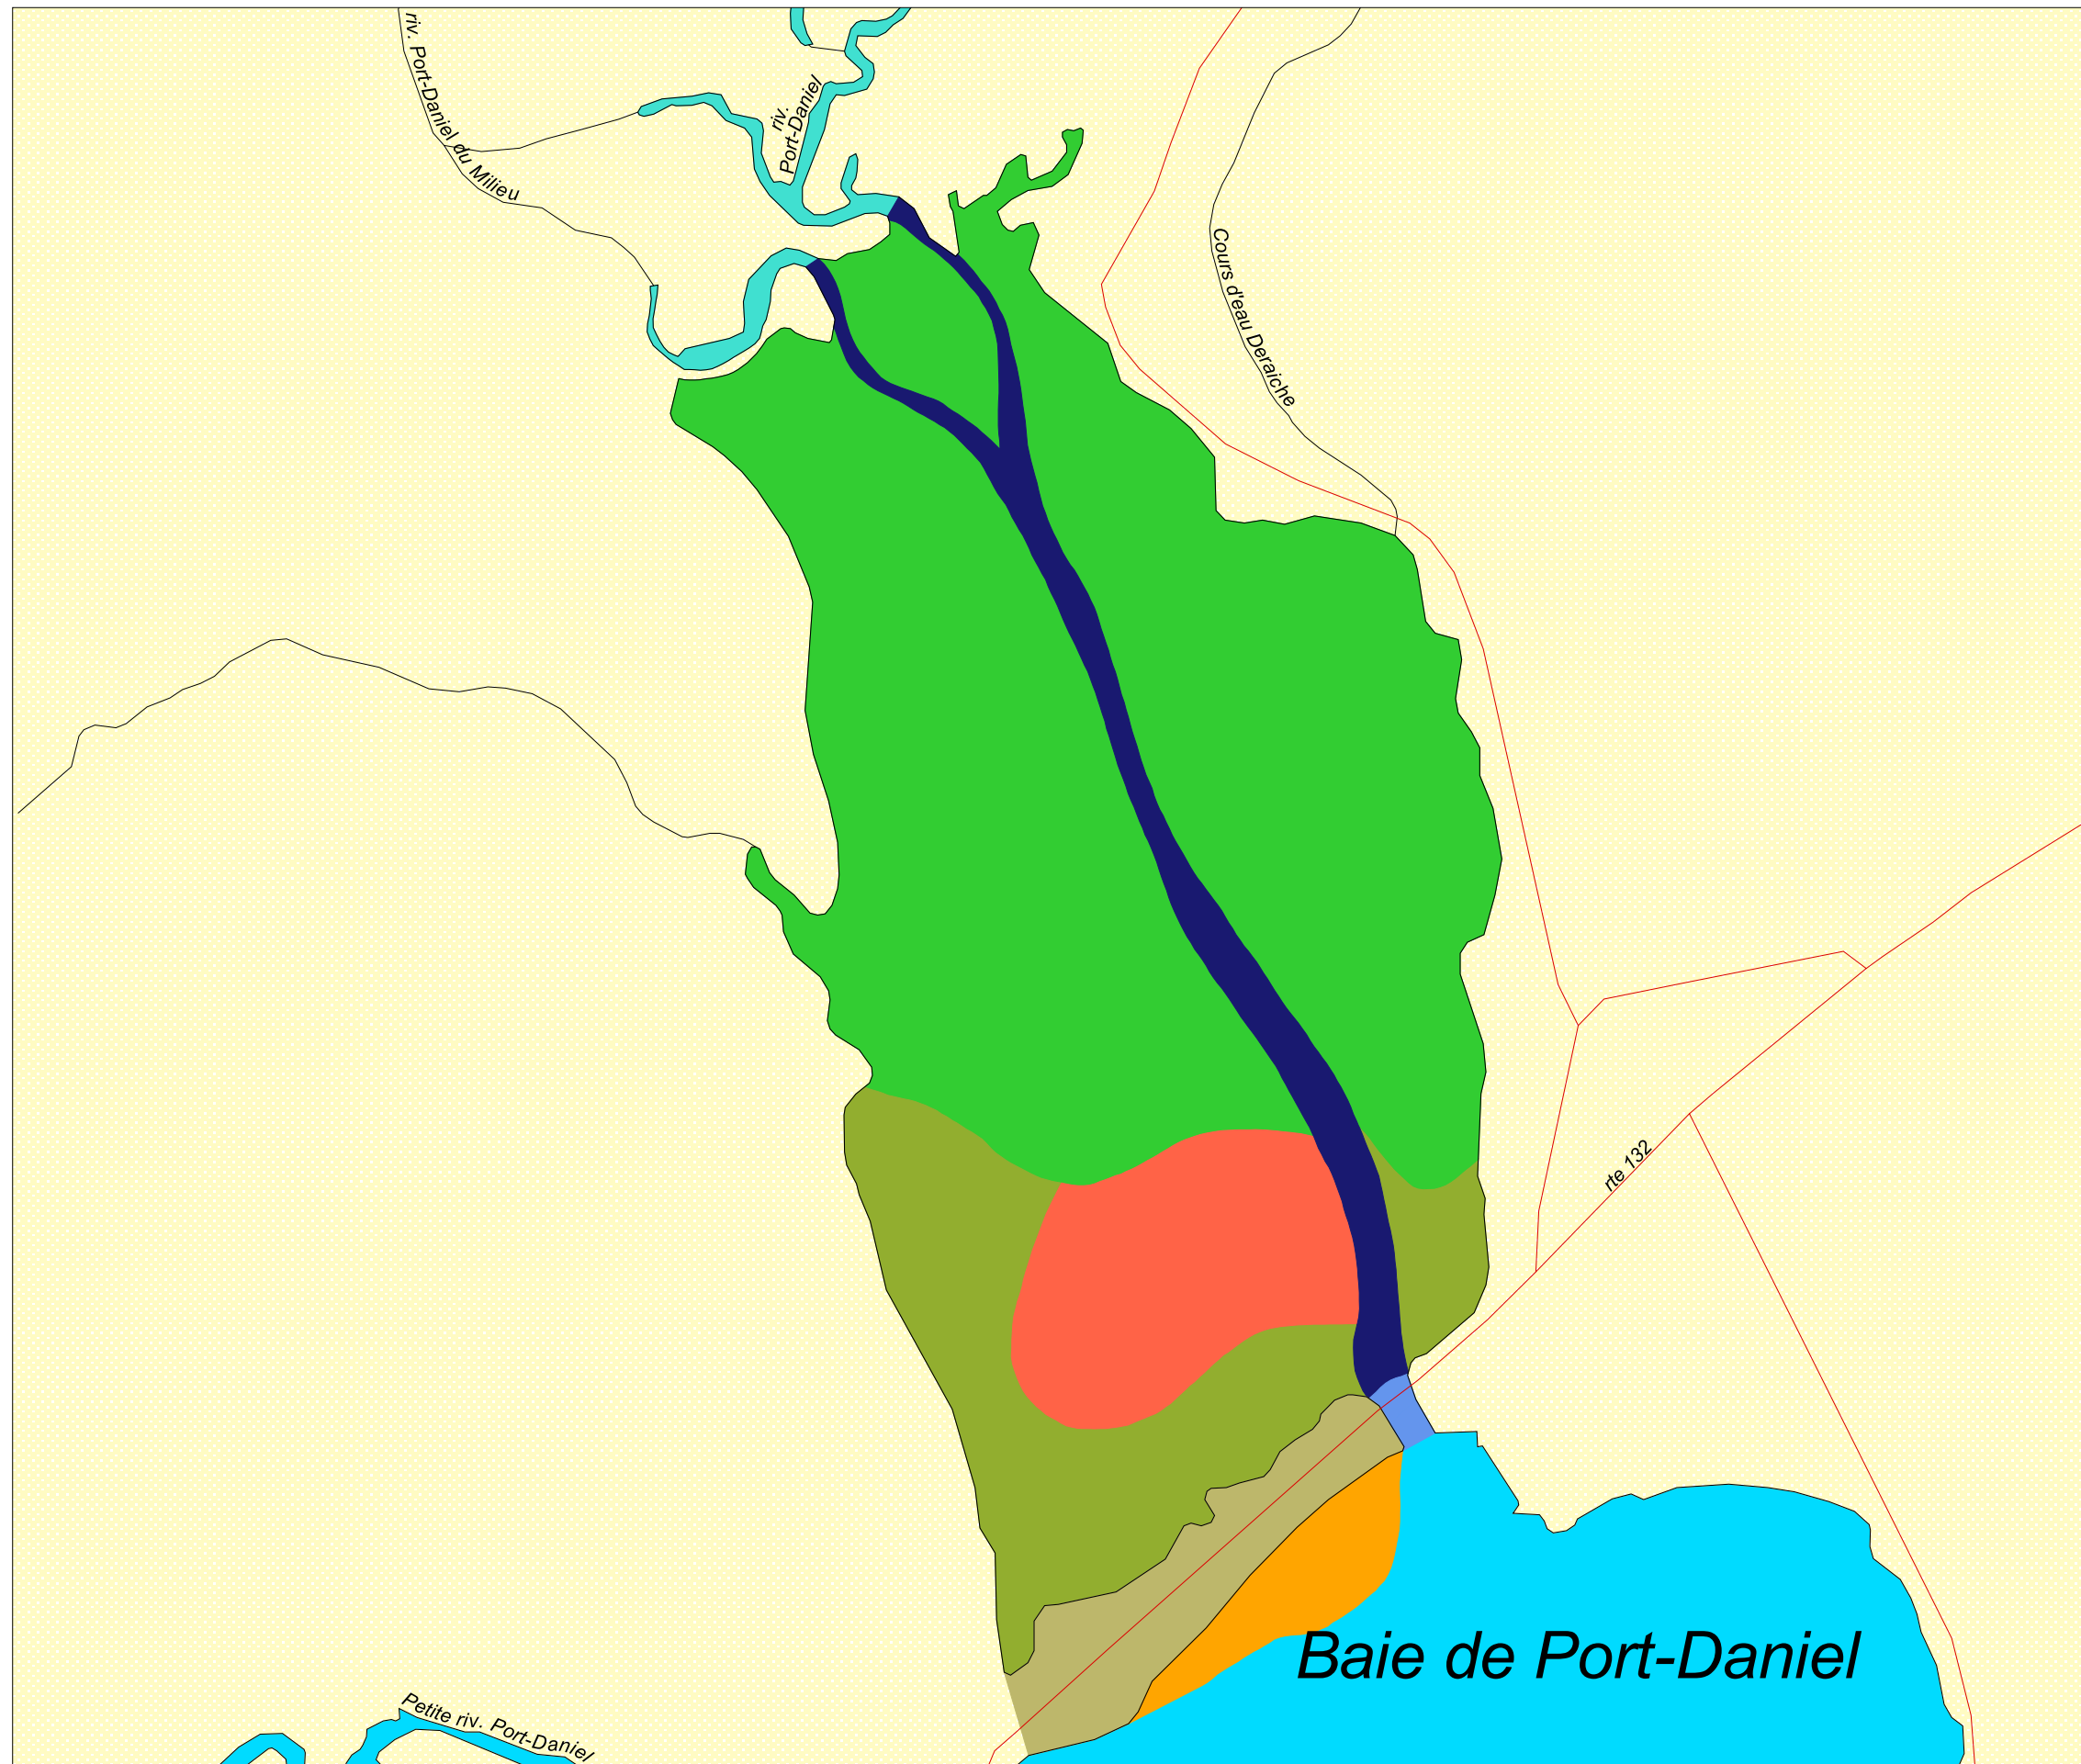 riv. Port-Daniel du Milieu
riv.
Port-Daniel
Cours d'eau Deraiche
rte 132
Baie de Port-Daniel
Petite riv. Port-Daniel